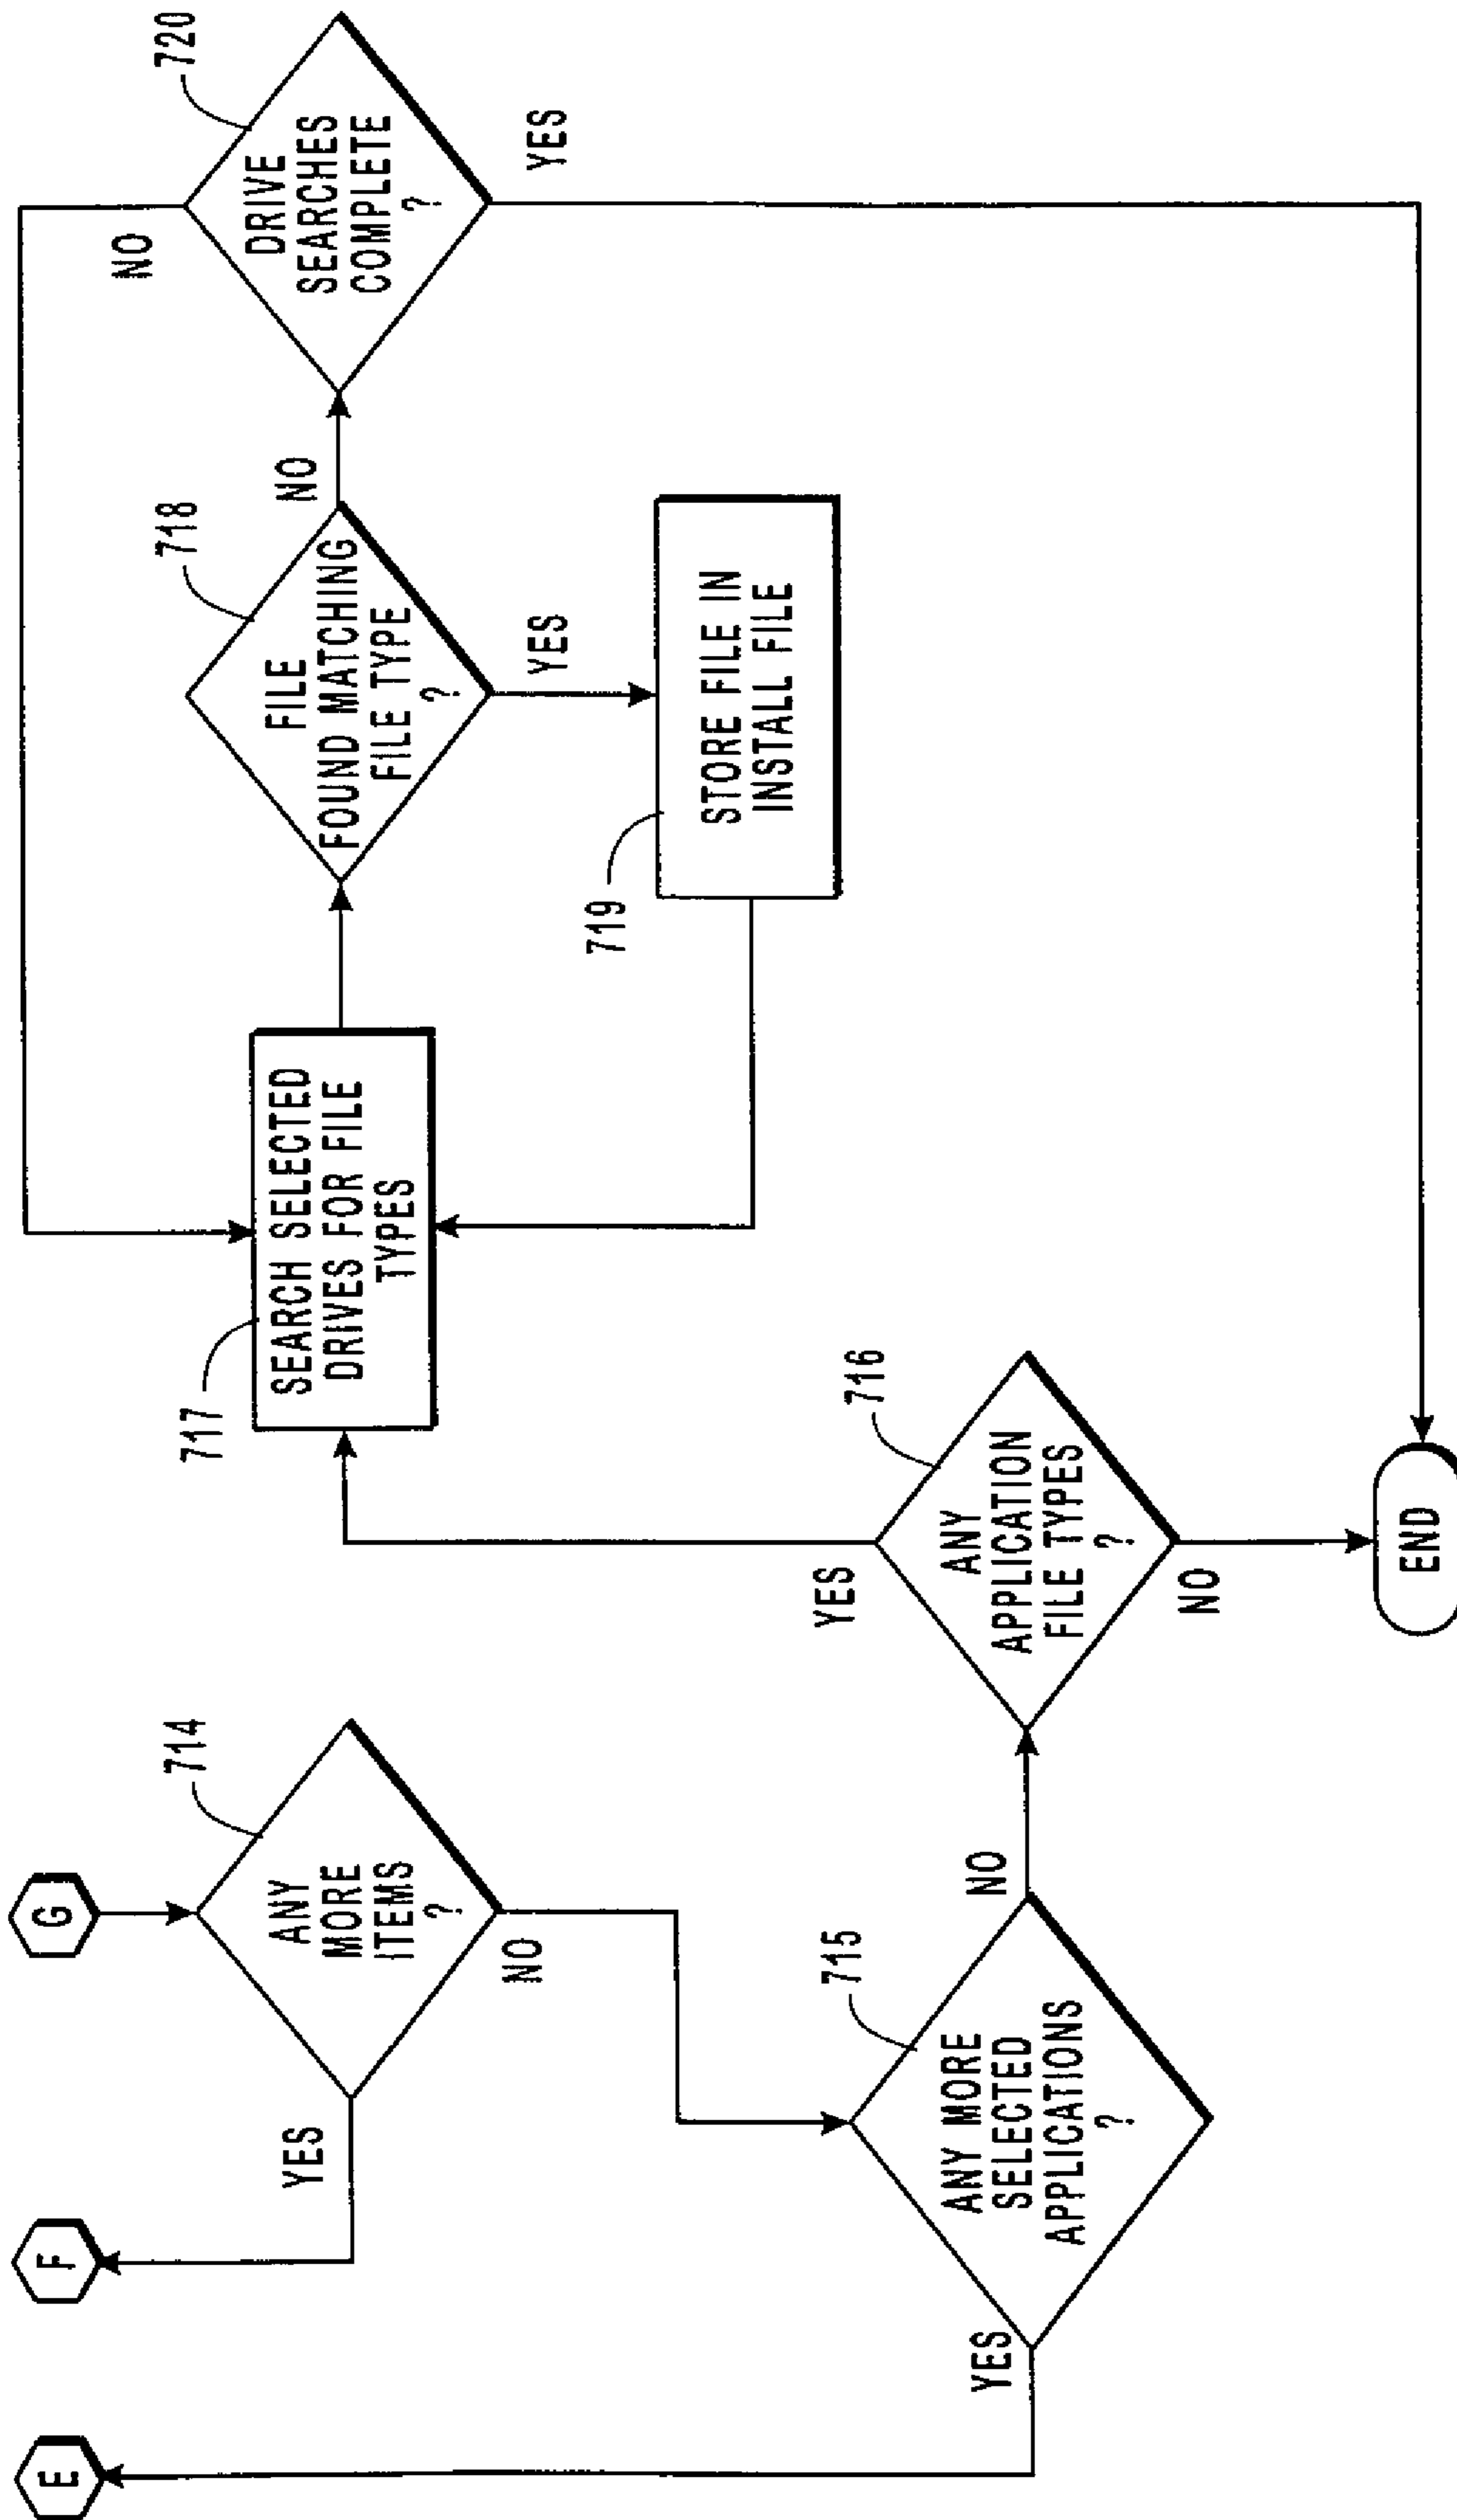 E
F
G
714
ANY
MORE
ITEMS
?
YES
NO
715
ANY MORE
SELECTED
APPLICATIONS
?
YES
NO
716
ANY
APPLICATION
FILE TYPES
?
YES
NO
END
717
SEARCH SELECTED
DRIVES FOR FILE
TYPES
718
FILE
FOUND MATCHING
FILE TYPE
?
NO
YES
719
STORE FILE IN
INSTALL FILE
720
DRIVE
SEARCHES
COMPLETE
?
NO
YES